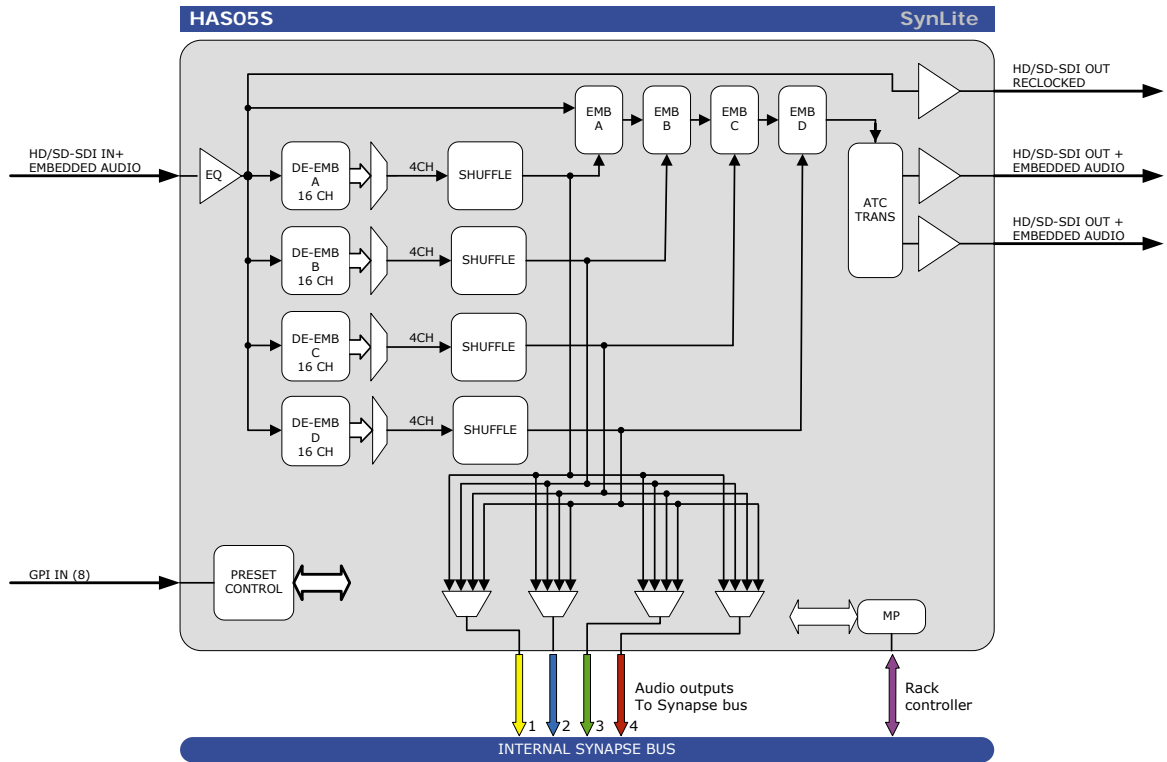 HAS05S
SynLite
HD/SD-SDI OUT
RECLOCKED
EMB
A
EMB
B
EMB
C
EMB
D
HD/SD-SDI IN+
EMBEDDED AUDIO
EQ
DE-EMB
A
16 CH
4CH
SHUFFLE
ATC
TRANS
HD/SD-SDI OUT +
EMBEDDED AUDIO
HD/SD-SDI OUT +
EMBEDDED AUDIO
DE-EMB
B
16 CH
4CH
SHUFFLE
DE-EMB
C
16 CH
4CH
SHUFFLE
DE-EMB
D
16 CH
4CH
SHUFFLE
GPI IN (8)
PRESET
CONTROL
MP
Audio outputs
To Synapse bus
Rack
controller
1
2
3
4
INTERNAL SYNAPSE BUS